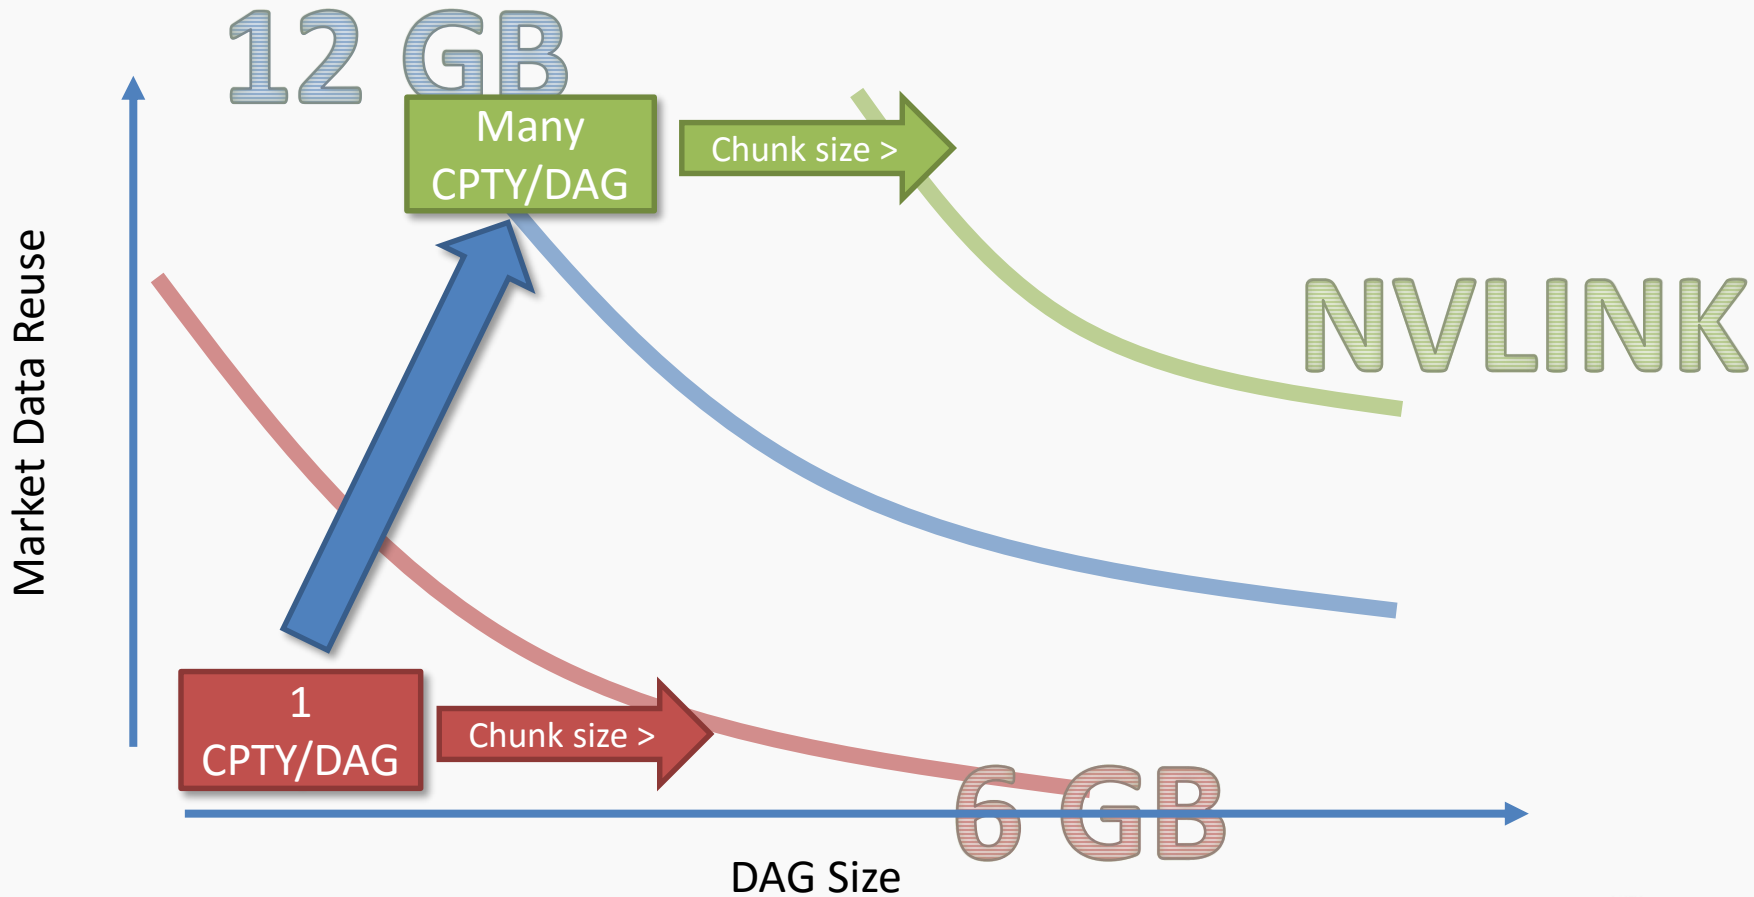 12 GB
Many
CPTY/DAG
Chunk size >
NVLINK
Market Data Reuse
1
CPTY/DAG
Chunk size >
6 GB
DAG Size